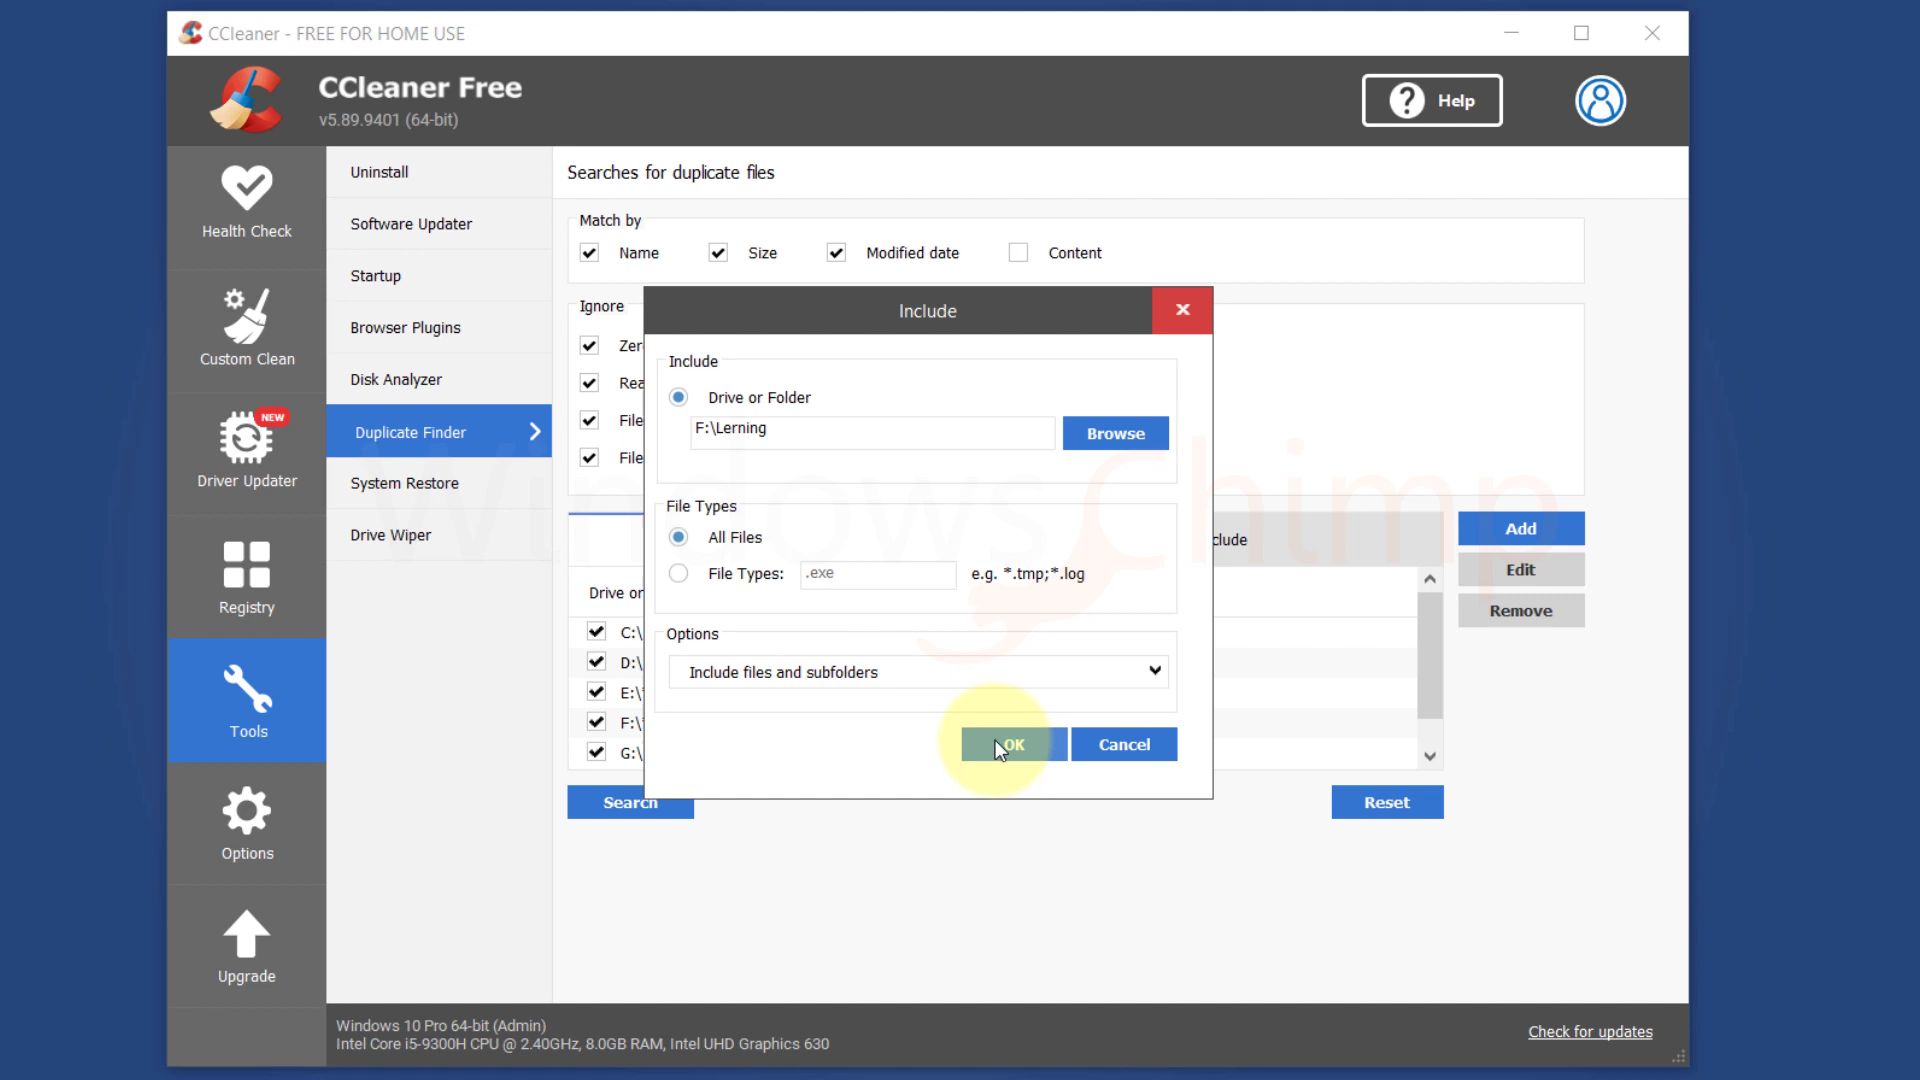 CCleaner - FREE FOR HOME USE
CCleaner Free
v5.89.9401 (64-bit)
? Help
Health Check
Custom Clean
NEW
Driver Updater
Registry
Tools
Options
Upgrade
Uninstall
Software Updater
Startup
Browser Plugins
Disk Analyzer
Duplicate Finder
System Restore
Drive Wiper
Searches for duplicate files
Match by
Name Size Modified date Content
Ignore
Zer
Rea
File
File
Include
Include
Drive or Folder
F:\Lerning
Browse
File Types
All Files
File Types: .exe e.g. *.tmp;*.log
Options
Include files and subfolders
OK Cancel
clude
Drive or
C:\
D:\
E:\*
F:\*
G:\
Add
Edit
Remove
Search
Reset
WindowsChimp
Windows 10 Pro 64-bit (Admin)
Intel Core i5-9300H CPU @ 2.40GHz, 8.0GB RAM, Intel UHD Graphics 630
Check for updates